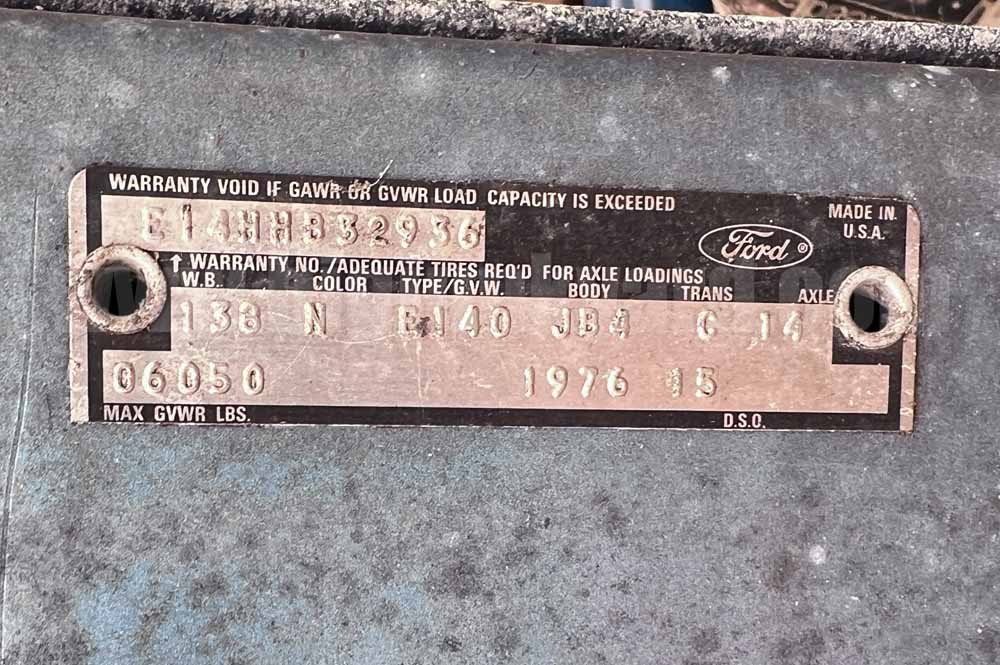 WARRANTY VOID IF GAWR OR GVWR LOAD CAPACITY IS EXCEEDED
MADE IN U.S.A.
E14HHB32936
Ford ®
↑ WARRANTY NO./ADEQUATE TIRES REQ'D FOR AXLE LOADINGS
W.B. COLOR TYPE/G.V.W. BODY TRANS AXLE
138 N E140 JB4 C 14
06050 1976 15
MAX GVWR LBS. D.S.O.